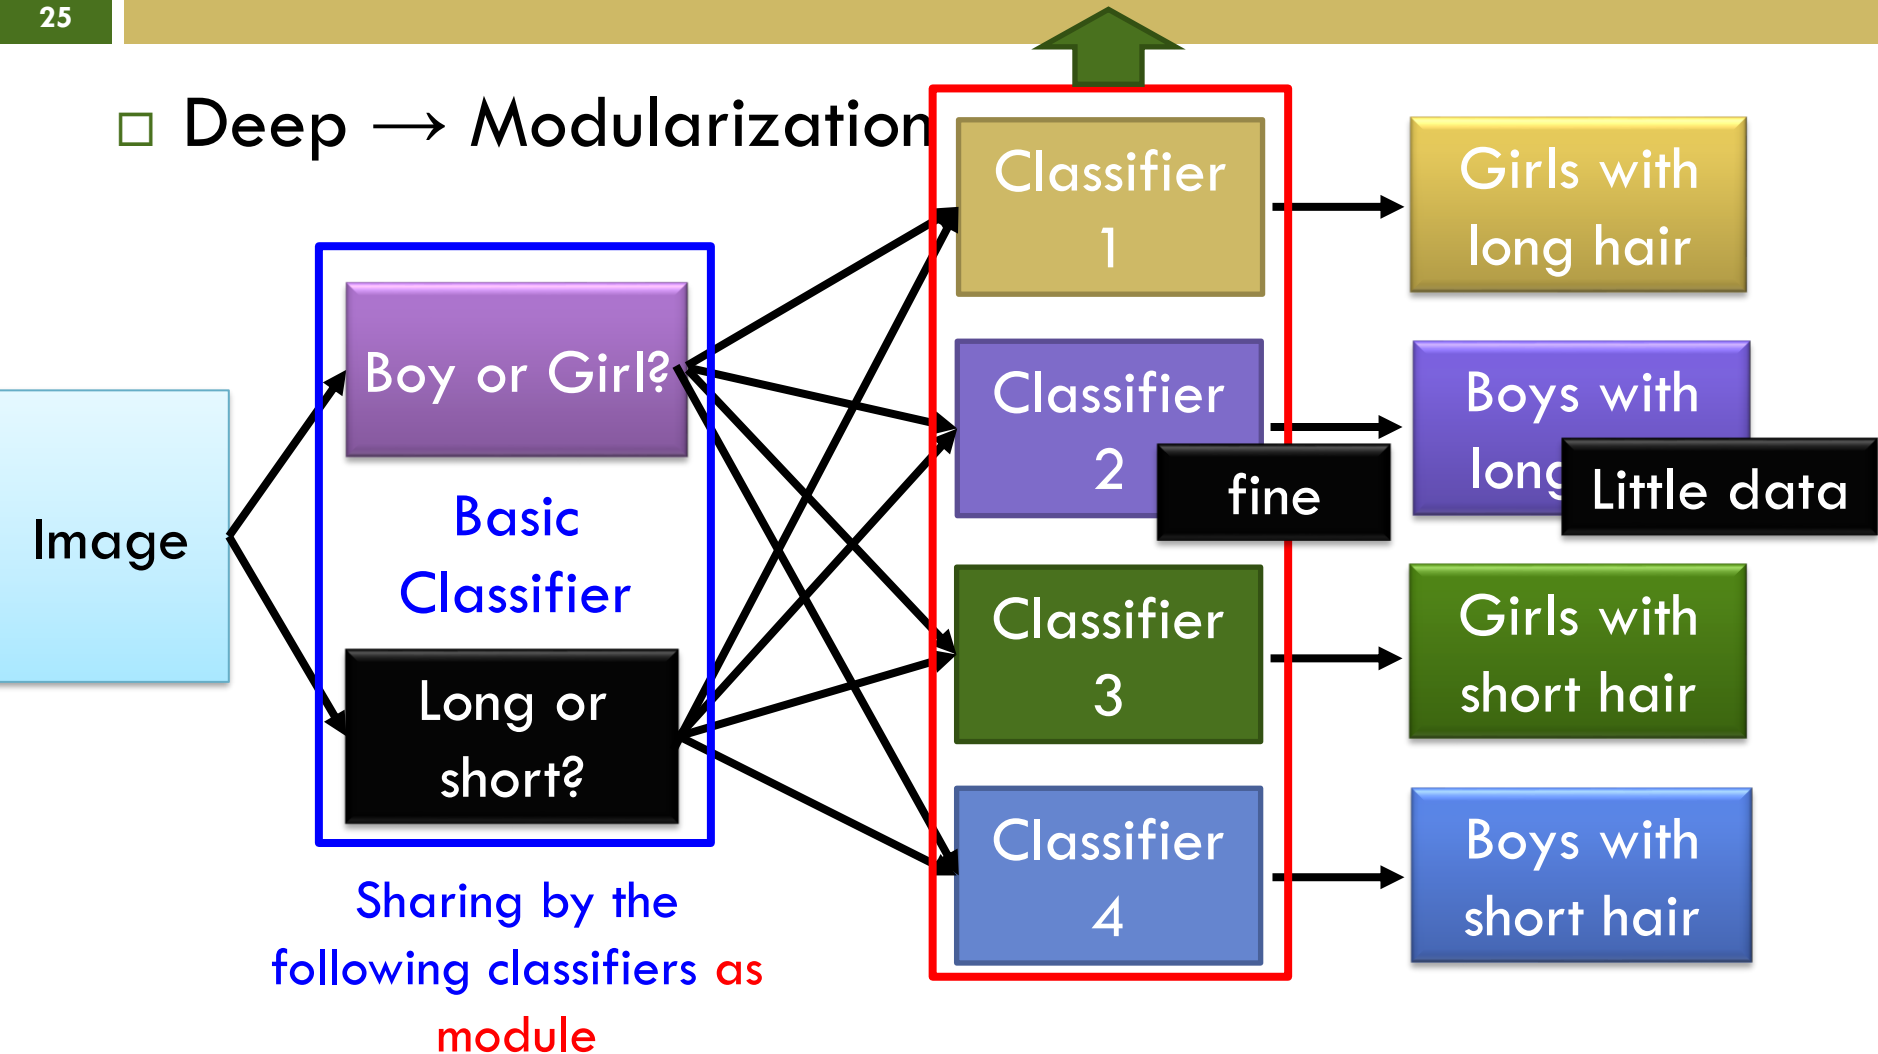 25
Deep → Modularization
Image
Boy or Girl?
Basic
Classifier
Long or
short?
Sharing by the
following classifiers as
module
Classifier
1
Classifier
2
fine
Classifier
3
Classifier
4
Girls with
long hair
Boys with
long
Little data
Girls with
short hair
Boys with
short hair